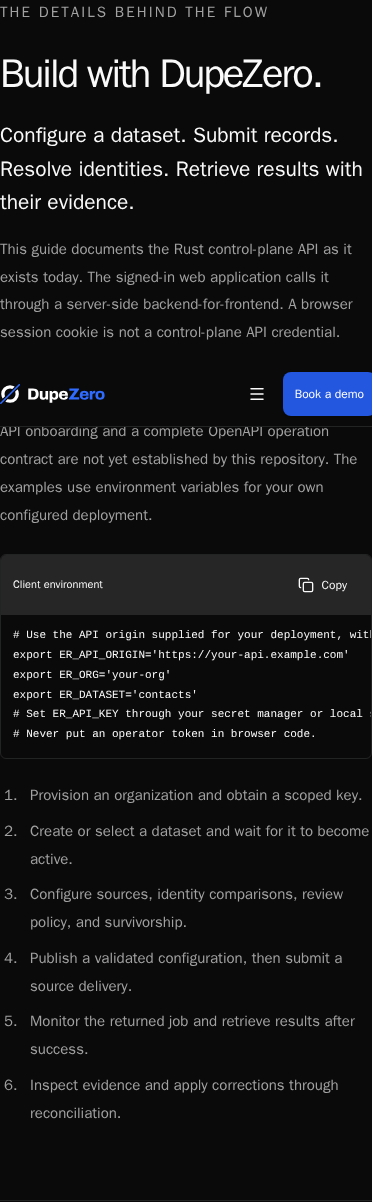 THE DETAILS BEHIND THE FLOW
Build with DupeZero.
Configure a dataset. Submit records.
Resolve identities. Retrieve results with
their evidence.
This guide documents the Rust control-plane API as it
exists today. The signed-in web application calls it
through a server-side backend-for-frontend. A browser
session cookie is not a control-plane API credential.
DupeZero
Book a demo
API onboarding and a complete OpenAPI operation
contract are not yet established by this repository. The
examples use environment variables for your own
configured deployment.
Client environment
Copy
# Use the API origin supplied for your deployment,
export ER_API_ORIGIN='https://your-api.example.com'
export ER_ORG='your-org'
export ER_DATASET='contacts'
# Set ER_API_KEY through your secret manager or local
# Never put an operator token in browser code.
1. Provision an organization and obtain a scoped key.
2. Create or select a dataset and wait for it to become
active.
3. Configure sources, identity comparisons, review
policy, and survivorship.
4. Publish a validated configuration, then submit a
source delivery.
5. Monitor the returned job and retrieve results after
success.
6. Inspect evidence and apply corrections through
reconciliation.